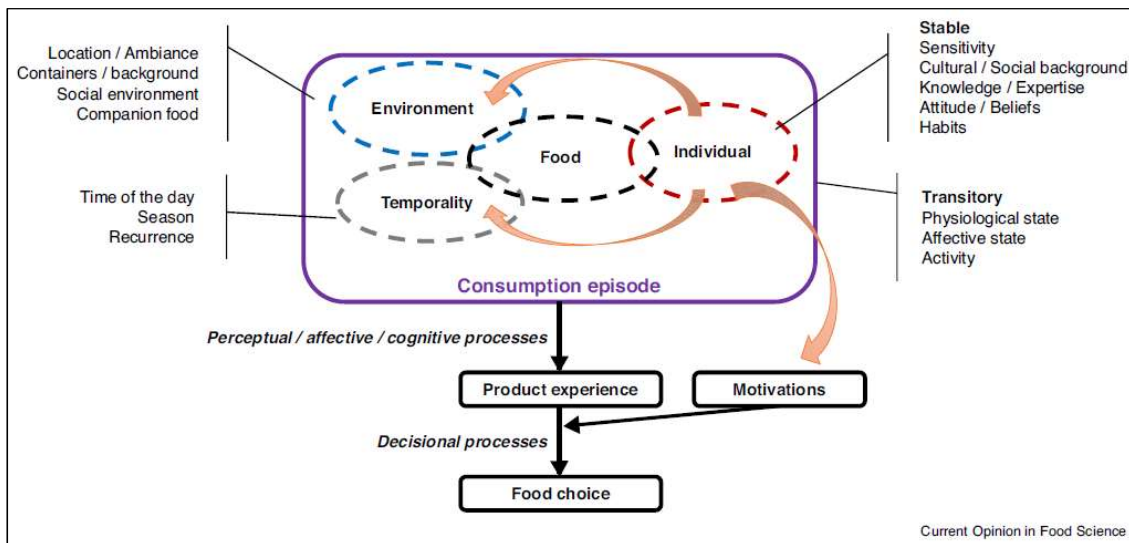 Location / Ambiance
Containers / background
Social environment
Companion food
Time of the day
Season
Recurrence
Environment
Food
Individual
Temporality
Consumption episode
Stable
Sensitivity
Cultural / Social background
Knowledge / Expertise
Attitude / Beliefs
Habits
Transitory
Physiological state
Affective state
Activity
Perceptual / affective / cognitive processes
Product experience
Motivations
Decisional processes
Food choice
Current Opinion in Food Science